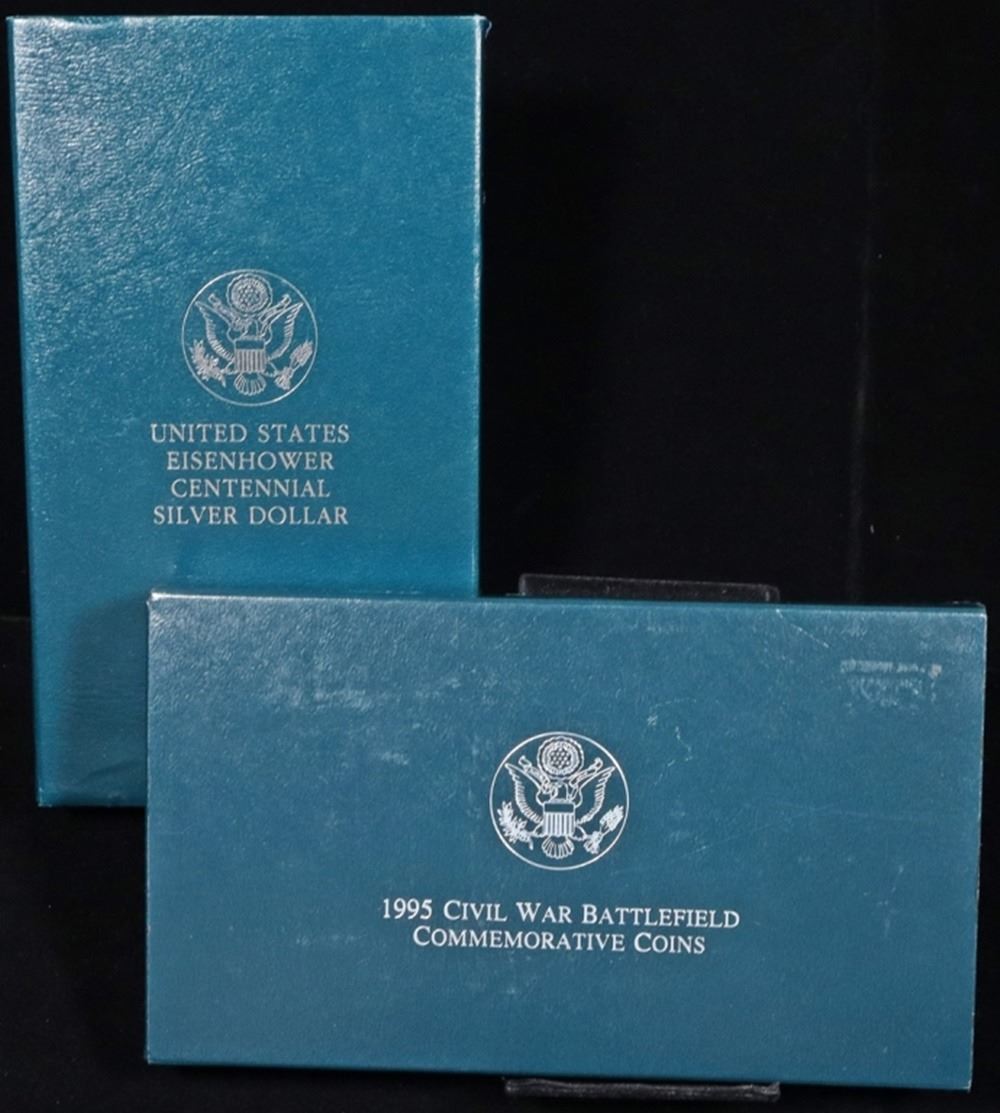 UNITED STATES
EISENHOWER
CENTENNIAL
SILVER DOLLAR
1995 CIVIL WAR BATTLEFIELD
COMMEMORATIVE COINS